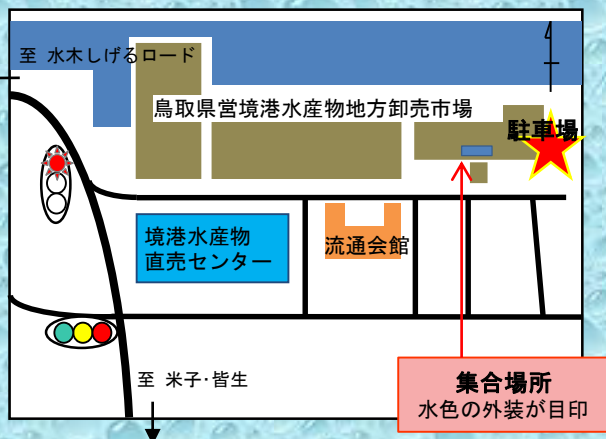 至 水木しげるロード
鳥取県営境港水産物地方卸売市場
駐車場
境港水産物
直売センター
流通会館
至 米子･皆生
集合場所
水色の外装が目印